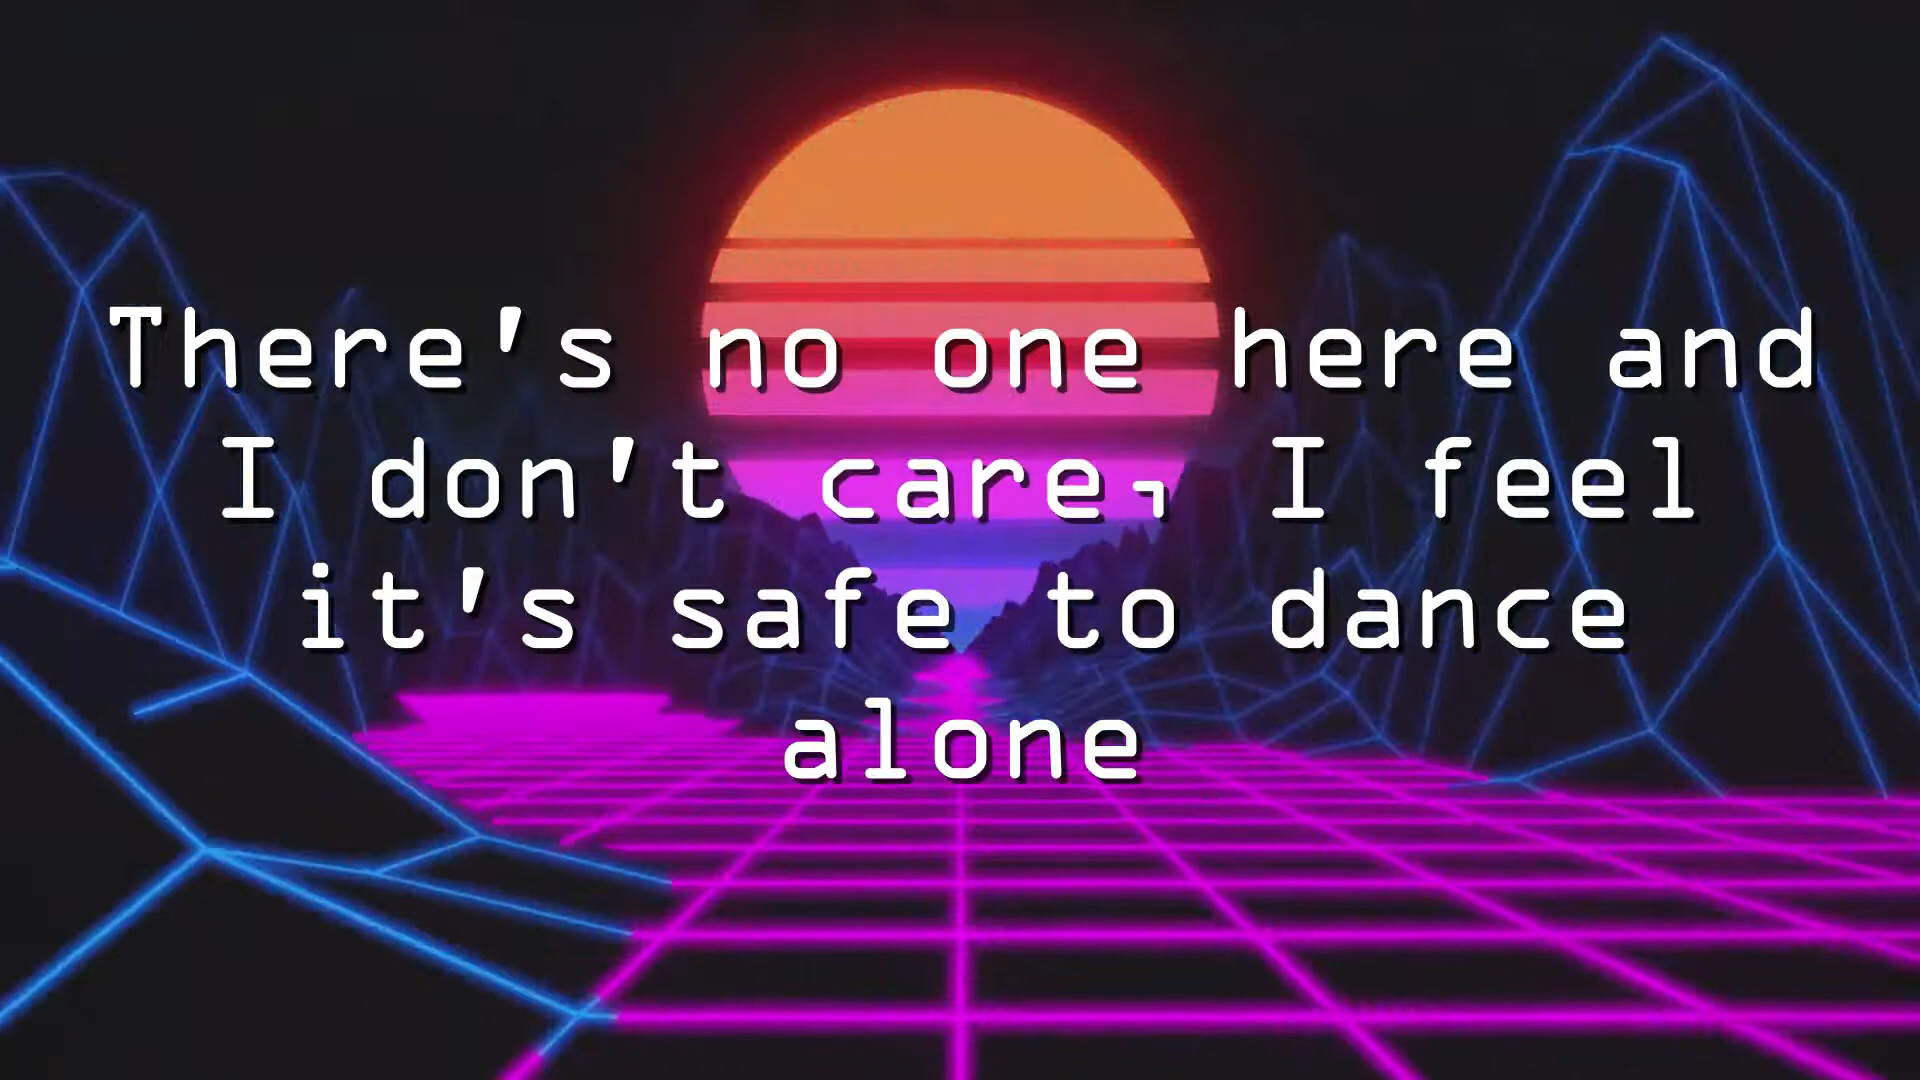 There's no one here and
I don't care, I feel
it's safe to dance
alone